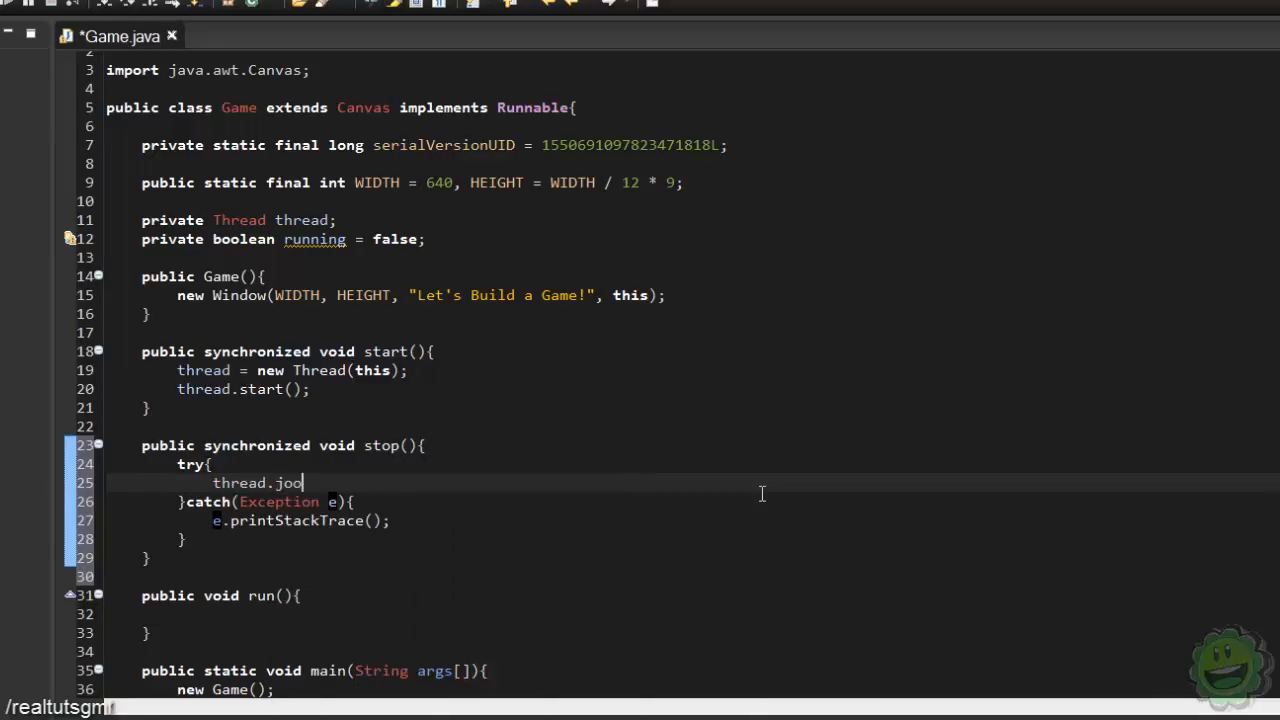 *Game.java
2
3 import java.awt.Canvas;
4
5 public class Game extends Canvas implements Runnable{
6
7 private static final long serialVersionUID = 1550691097823471818L;
8
9 public static final int WIDTH = 640, HEIGHT = WIDTH / 12 * 9;
10
11 private Thread thread;
12 private boolean running = false;
13
14 public Game(){
15 new Window(WIDTH, HEIGHT, "Let's Build a Game!", this);
16 }
17
18 public synchronized void start(){
19 thread = new Thread(this);
20 thread.start();
21 }
22
23 public synchronized void stop(){
24 try{
25 thread.joo
26 }catch(Exception e){
27 e.printStackTrace();
28 }
29 }
30
31 public void run(){
32
33 }
34
35 public static void main(String args[]){
36 new Game();
/realtutsgml